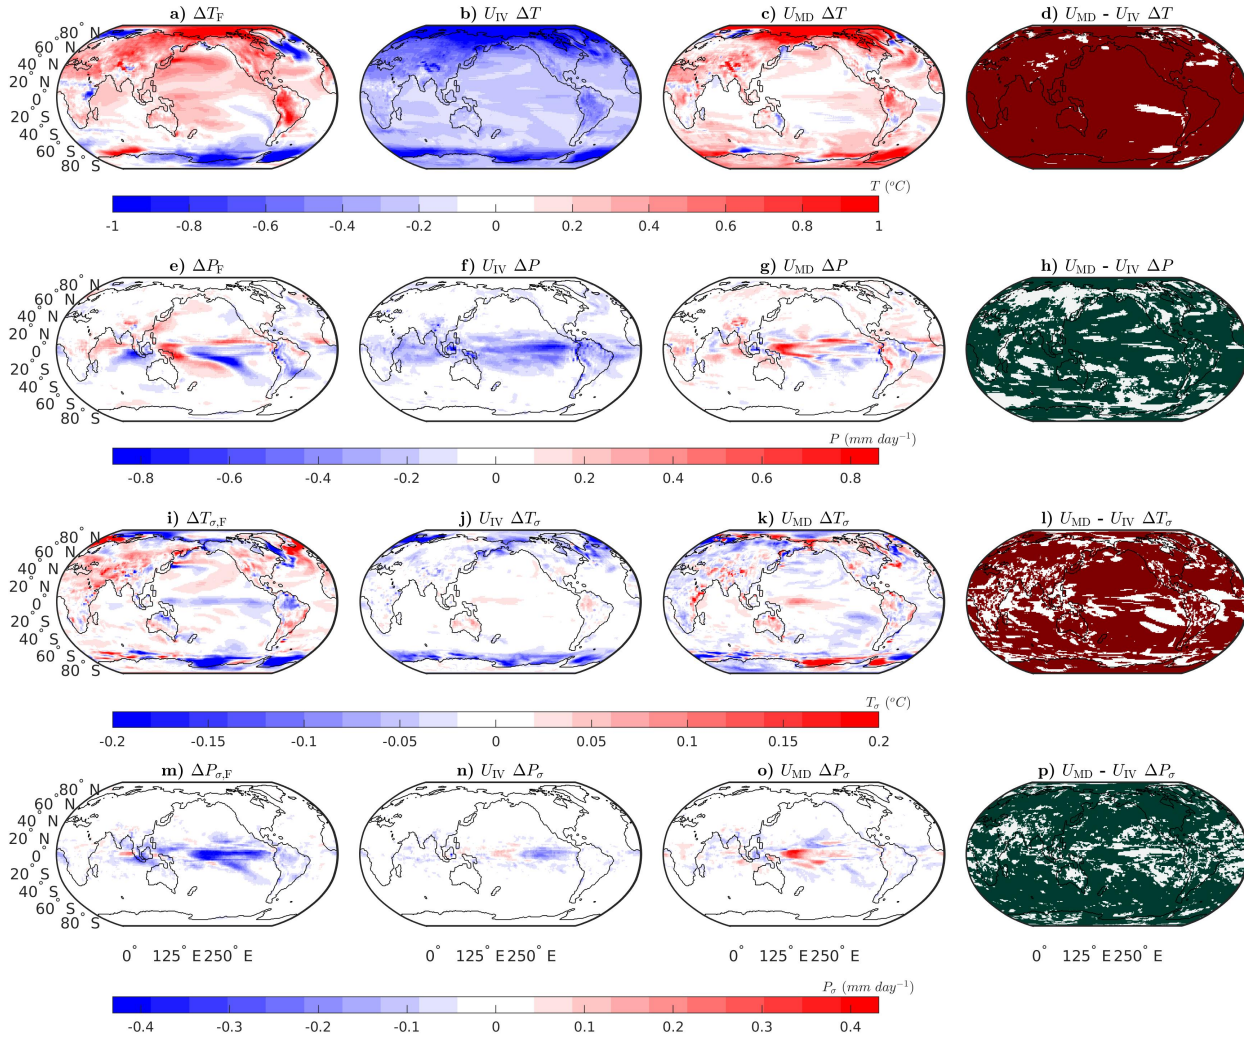 a) ΔT_F
b) U_IV ΔT
c) U_MD ΔT
d) U_MD - U_IV ΔT
80° N
60° N
40° N
20° N
0°
20° S
40° S
60° S
80° S
T (°C)
-1 -0.8 -0.6 -0.4 -0.2 0 0.2 0.4 0.6 0.8 1
e) ΔP_F
f) U_IV ΔP
g) U_MD ΔP
h) U_MD - U_IV ΔP
80° N
60° N
40° N
20° N
0°
20° S
40° S
60° S
80° S
P (mm day⁻¹)
-0.8 -0.6 -0.4 -0.2 0 0.2 0.4 0.6 0.8
i) ΔT_σ,F
j) U_IV ΔT_σ
k) U_MD ΔT_σ
l) U_MD - U_IV ΔT_σ
80° N
60° N
40° N
20° N
0°
20° S
40° S
60° S
80° S
T_σ (°C)
-0.2 -0.15 -0.1 -0.05 0 0.05 0.1 0.15 0.2
m) ΔP_σ,F
n) U_IV ΔP_σ
o) U_MD ΔP_σ
p) U_MD - U_IV ΔP_σ
80° N
60° N
40° N
20° N
0°
20° S
40° S
60° S
80° S
0° 125° E 250° E
0° 125° E 250° E
0° 125° E 250° E
0° 125° E 250° E
P_σ (mm day⁻¹)
-0.4 -0.3 -0.2 -0.1 0 0.1 0.2 0.3 0.4